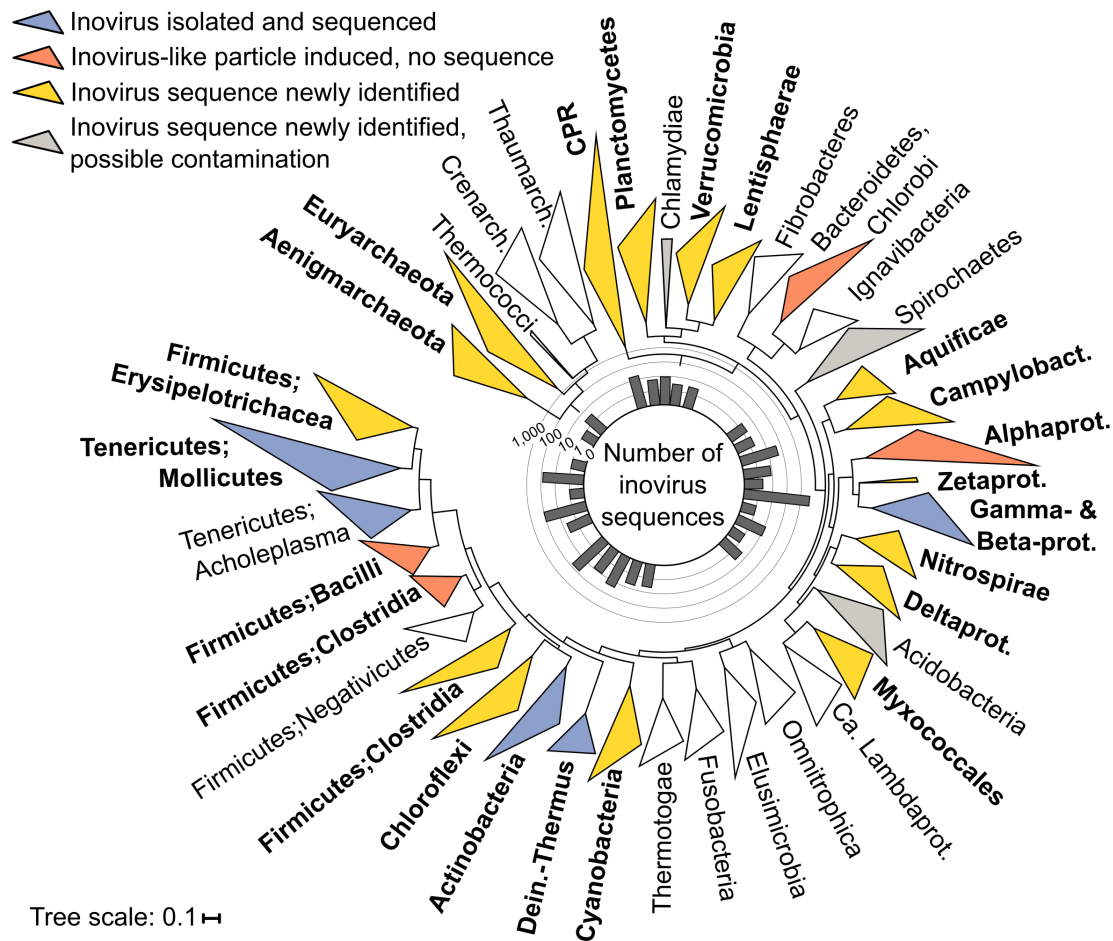 Inovirus isolated and sequenced
Inovirus-like particle induced, no sequence
Inovirus sequence newly identified
Inovirus sequence newly identified,
possible contamination
Aenigmarchaeota
Euryarchaeota
Thermococci
Crenarch.
Thaumarch.
CPR
Planctomycetes
Chlamydiae
Verrucomicrobia
Lentisphaerae
Fibrobacteres
Bacteroidetes,
Chlorobi
Ignavibacteria
Spirochaetes
Aquificae
Campylobact.
Alphaprot.
Zetaprot.
Gamma- &
Beta-prot.
Nitrospirae
Deltaprot.
Acidobacteria
Myxococcales
Ca. Lambdaprot.
Omnitrophica
Elusimicrobia
Fusobacteria
Thermotogae
Cyanobacteria
Dein.-Thermus
Actinobacteria
Chloroflexi
Firmicutes;Clostridia
Firmicutes;Negativicutes
Firmicutes;Clostridia
Firmicutes;Bacilli
Tenericutes;
Acholeplasma
Tenericutes;
Mollicutes
Firmicutes;
Erysipelotrichacea
1,000
100
10
1
0
Number of
inovirus
sequences
Tree scale: 0.1